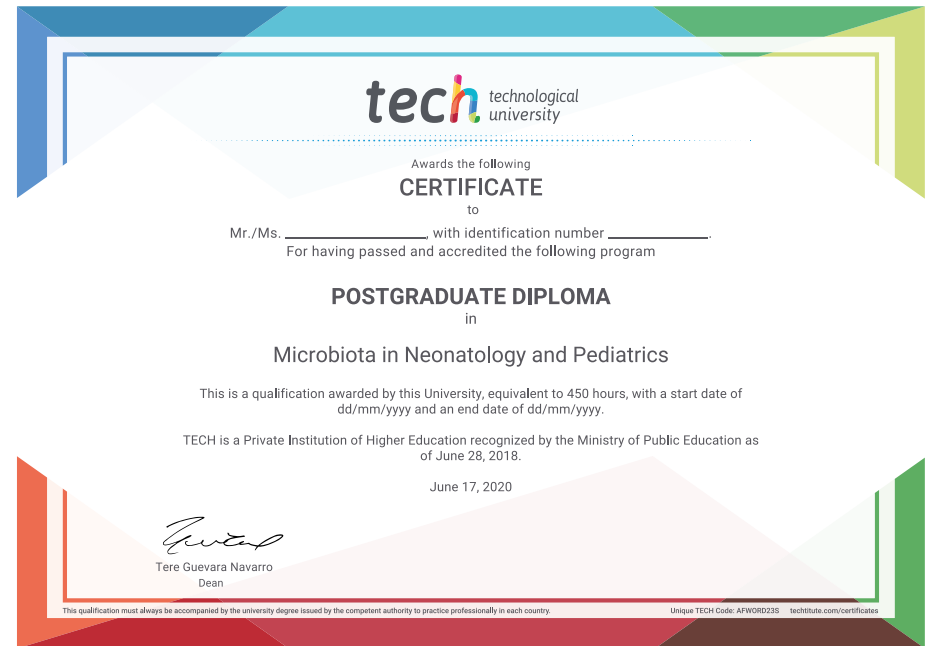 tech technological
university
Awards the following
CERTIFICATE
to
Mr./Ms. ____________________, with identification number ______________.
For having passed and accredited the following program
POSTGRADUATE DIPLOMA
in
Microbiota in Neonatology and Pediatrics
This is a qualification awarded by this University, equivalent to 450 hours, with a start date of
dd/mm/yyyy and an end date of dd/mm/yyyy.
TECH is a Private Institution of Higher Education recognized by the Ministry of Public Education as
of June 28, 2018.
June 17, 2020
Tere Guevara Navarro
Dean
This qualification must always be accompanied by the university degree issued by the competent authority to practice professionally in each country. Unique TECH Code: AFWORD23S techtitute.com/certificates